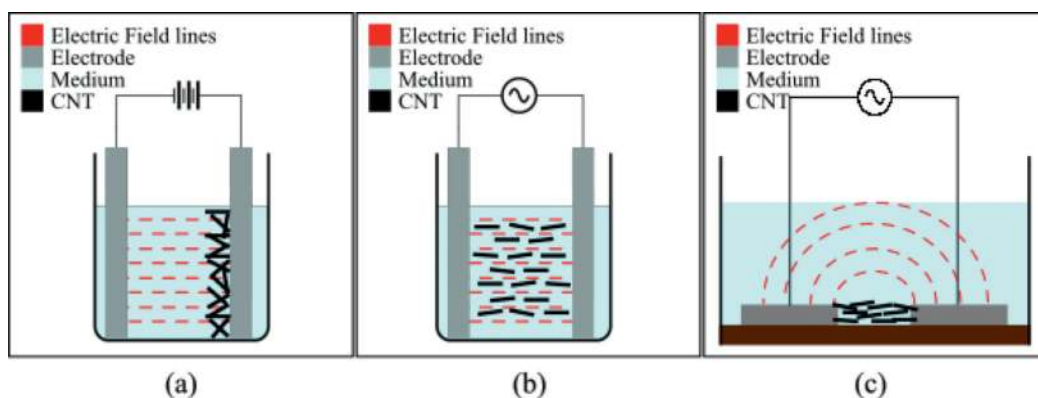 Electric Field lines
Electrode
Medium
CNT
Electric Field lines
Electrode
Medium
CNT
Electric Field lines
Electrode
Medium
CNT
(a)
(b)
(c)